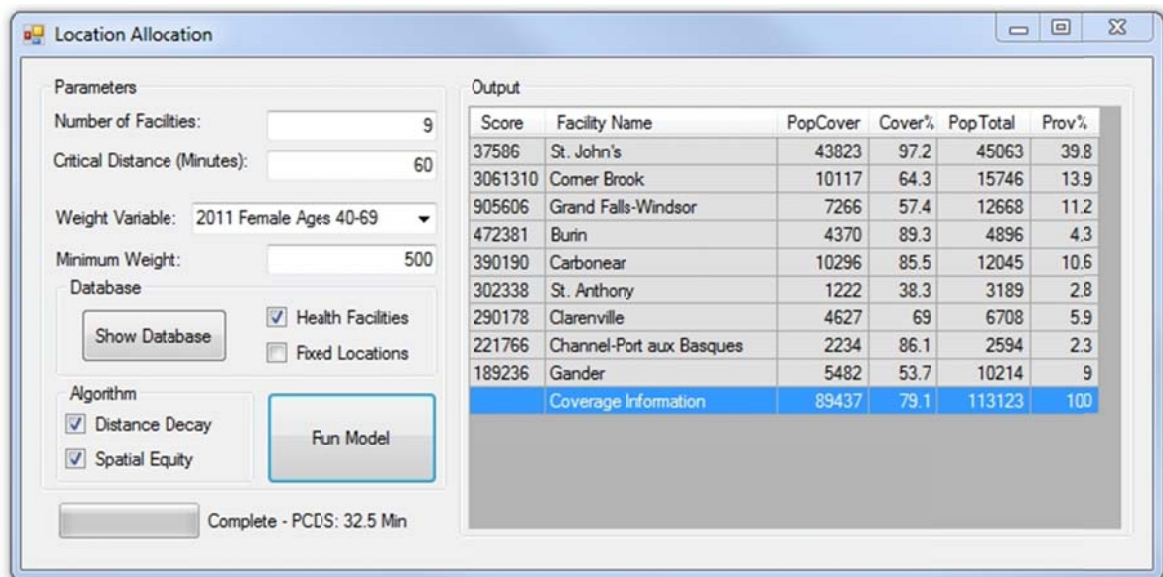 Location Allocation
Parameters
Number of Facilties: 9
Critical Distance (Minutes): 60
Weight Variable: 2011 Female Ages 40-69
Minimum Weight: 500
Database
Show Database
Health Facilities
Fixed Locations
Algorithm
Distance Decay
Spatial Equity
Run Model
Complete - PCDS: 32.5 Min
Output
Score Facility Name PopCover Cover% PopTotal Prov%
37586 St. John's 43823 97.2 45063 39.8
3061310 Corner Brook 10117 64.3 15746 13.9
905606 Grand Falls-Windsor 7266 57.4 12668 11.2
472381 Burin 4370 89.3 4896 4.3
390190 Carbonear 10296 85.5 12045 10.6
302338 St. Anthony 1222 38.3 3189 2.8
290178 Clarenville 4627 69 6708 5.9
221766 Channel-Port aux Basques 2234 86.1 2594 2.3
189236 Gander 5482 53.7 10214 9
Coverage Information 89437 79.1 113123 100